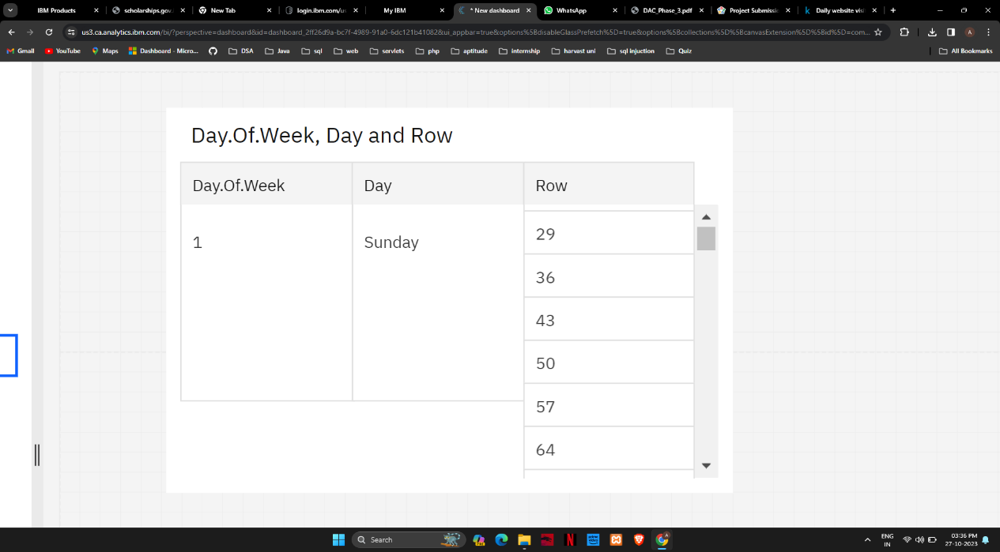 IBM Products
scholarships.gov.
New Tab
login.ibm.com/us
My IBM
* New dashboard
WhatsApp
DAC_Phase_3.pdf
Project Submissic
Daily website visi
us3.ca.analytics.ibm.com/bi/?perspective=dashboard&id=dashboard_2ff26d9a-bc7f-4989-91a0-6dc121b41082&ui_appbar=true&options%5BdisableGlassPrefetch%5D=true&options%5Bcollections%5D%5BcanvasExtension%5D%5Bid%5D=com...
A
Gmail
YouTube
Maps
Dashboard - Micro...
DSA
Java
sql
web
servlets
php
aptitude
internship
harvast uni
sql injuction
Quiz
All Bookmarks
Day.Of.Week, Day and Row
Day.Of.Week Day Row
1 Sunday 29
36
43
50
57
64
Search
ENG
IN
03:36 PM
27-10-2023